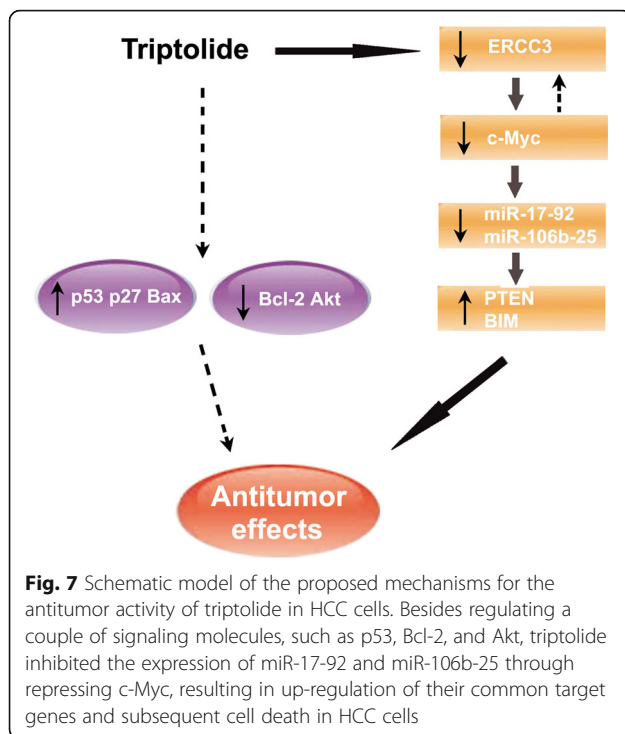 Triptolide
ERCC3
c-Myc
miR-17-92
miR-106b-25
p53 p27 Bax
Bcl-2 Akt
PTEN
BIM
Antitumor
effects
Fig. 7 Schematic model of the proposed mechanisms for the
antitumor activity of triptolide in HCC cells. Besides regulating a
couple of signaling molecules, such as p53, Bcl-2, and Akt, triptolide
inhibited the expression of miR-17-92 and miR-106b-25 through
repressing c-Myc, resulting in up-regulation of their common target
genes and subsequent cell death in HCC cells